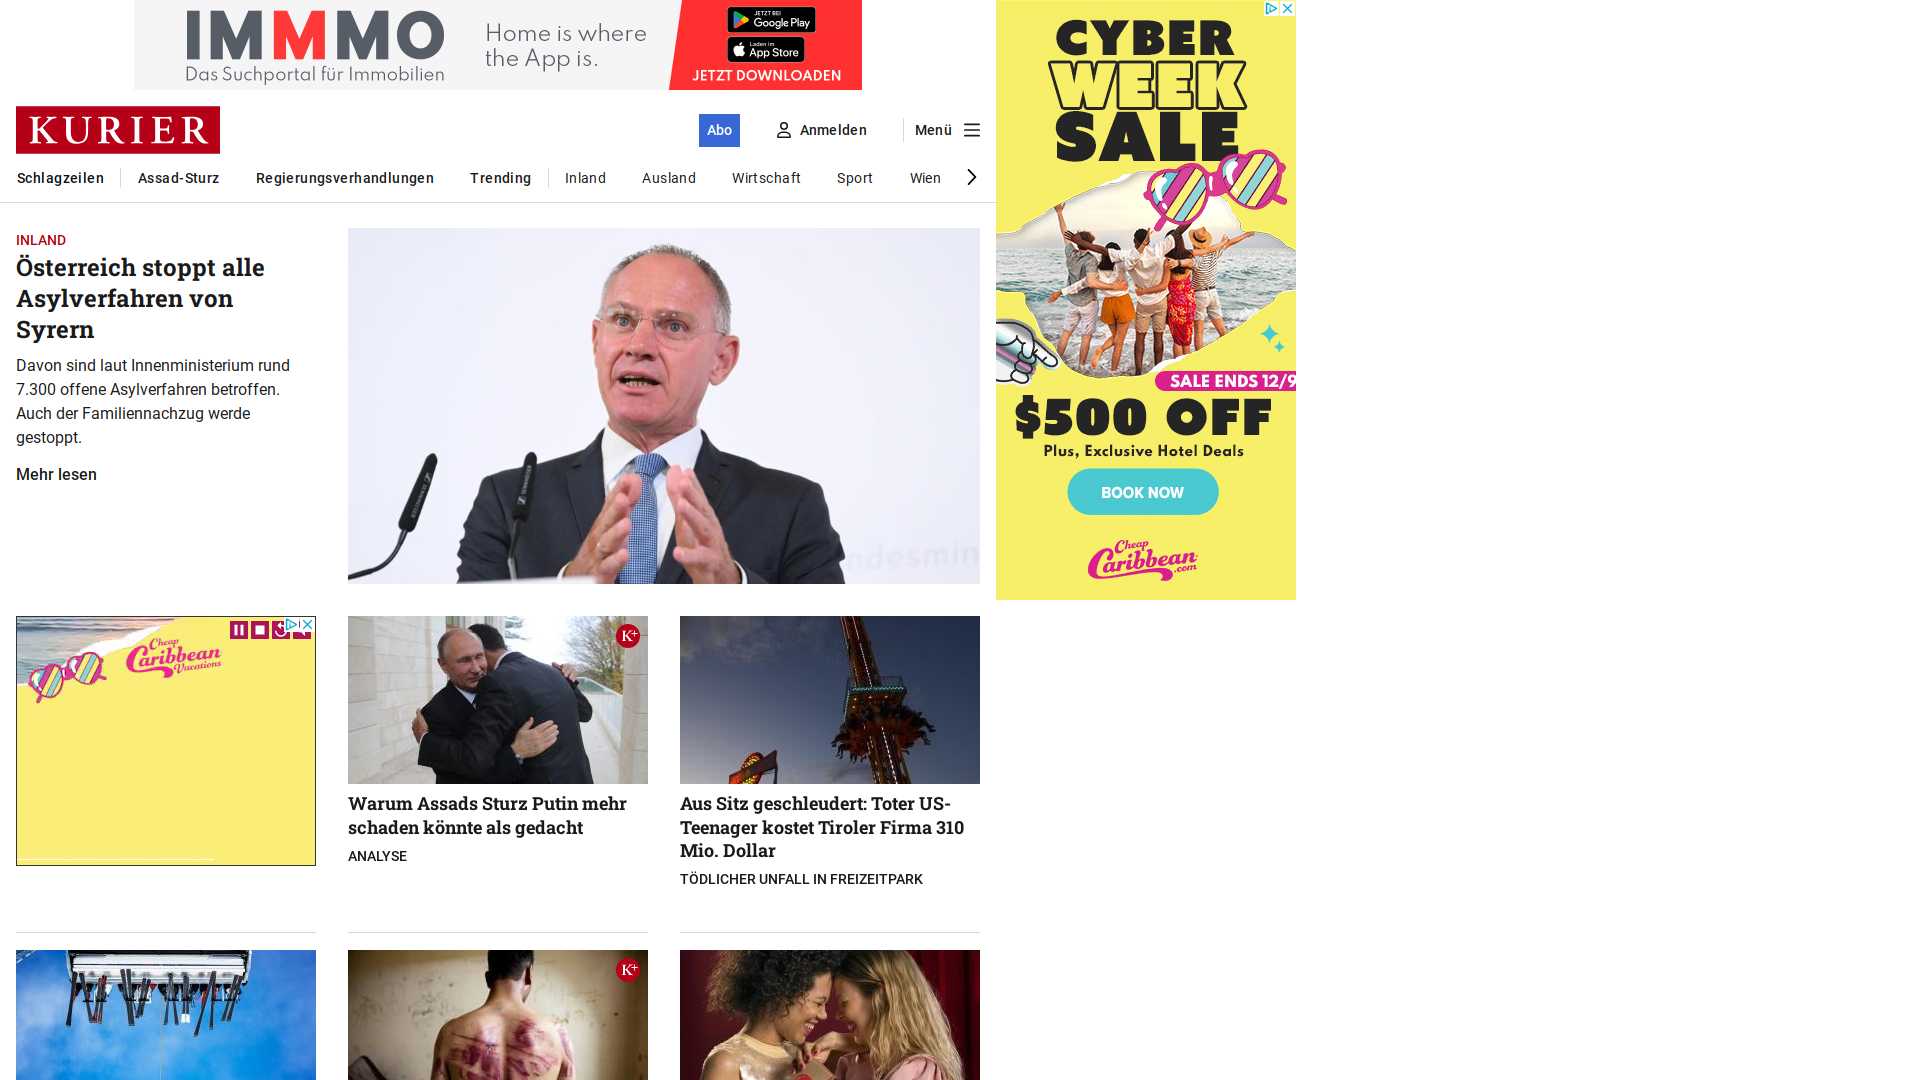 IMMMO
Das Suchportal für Immobilien
Home is where
the App is.
JETZT BEI
Google Play
Laden im
App Store
JETZT DOWNLOADEN
KURIER
Abo
Anmelden
Menü
Schlagzeilen
Assad-Sturz
Regierungsverhandlungen
Trending
Inland
Ausland
Wirtschaft
Sport
Wien
INLAND
Österreich stoppt alle
Asylverfahren von
Syrern
Davon sind laut Innenministerium rund
7.300 offene Asylverfahren betroffen.
Auch der Familiennachzug werde
gestoppt.
Mehr lesen
ndesmin
CYBER
WEEK
SALE
SALE ENDS 12/9
$500 OFF
Plus, Exclusive Hotel Deals
BOOK NOW
Cheap
Caribbean
.com
Cheap
Caribbean
Vacations
K+
Warum Assads Sturz Putin mehr
schaden könnte als gedacht
ANALYSE
Aus Sitz geschleudert: Toter US-
Teenager kostet Tiroler Firma 310
Mio. Dollar
TÖDLICHER UNFALL IN FREIZEITPARK
K+